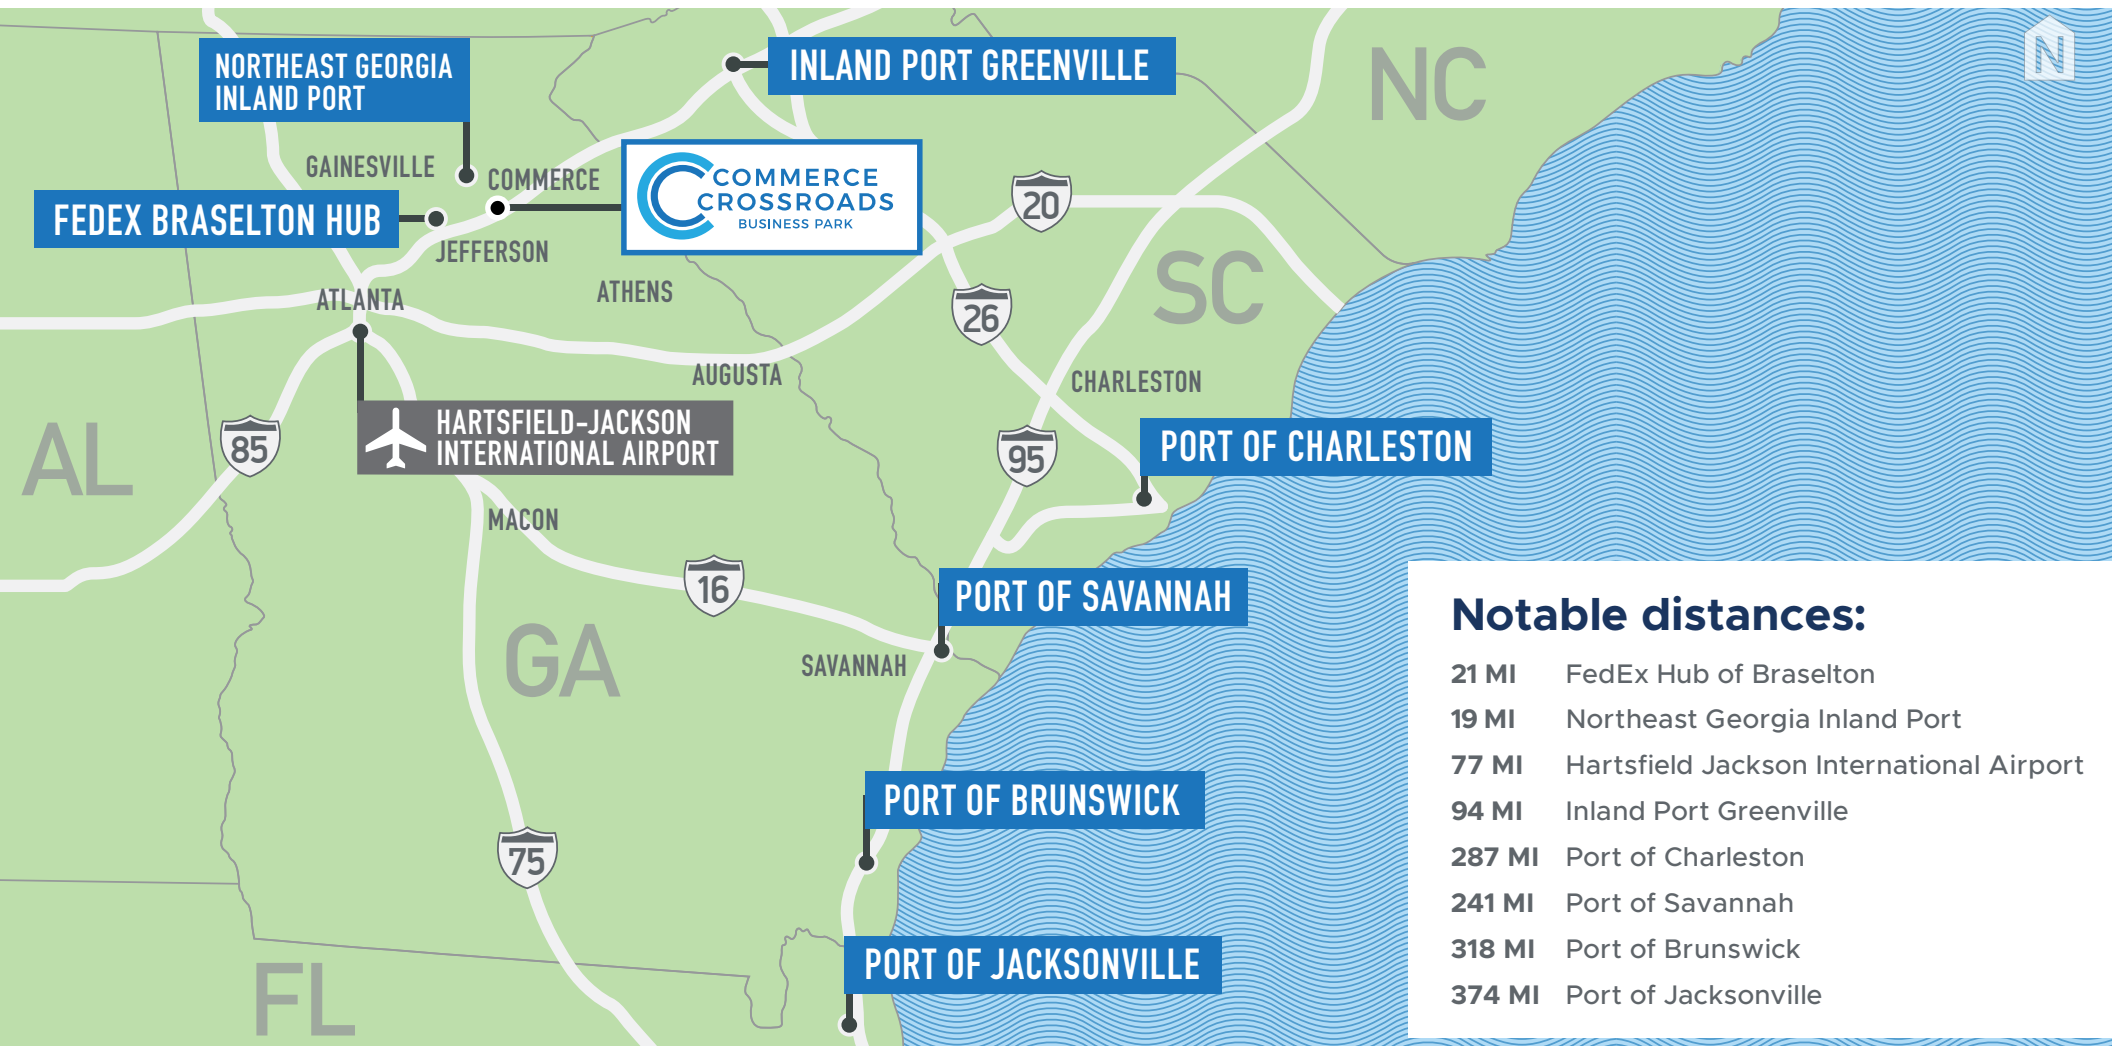 NC
N
NORTHEAST GEORGIA
INLAND PORT
INLAND PORT GREENVILLE
GAINESVILLE
COMMERCE
COMMERCE
CROSSROADS
BUSINESS PARK
FEDEX BRASELTON HUB
JEFFERSON
20
ATHENS
ATLANTA
26
SC
AUGUSTA
CHARLESTON
AL
85
HARTSFIELD-JACKSON
INTERNATIONAL AIRPORT
95
PORT OF CHARLESTON
MACON
16
PORT OF SAVANNAH
GA
SAVANNAH
PORT OF BRUNSWICK
75
PORT OF JACKSONVILLE
FL
Notable distances:
21 MI FedEx Hub of Braselton
19 MI Northeast Georgia Inland Port
77 MI Hartsfield Jackson International Airport
94 MI Inland Port Greenville
287 MI Port of Charleston
241 MI Port of Savannah
318 MI Port of Brunswick
374 MI Port of Jacksonville